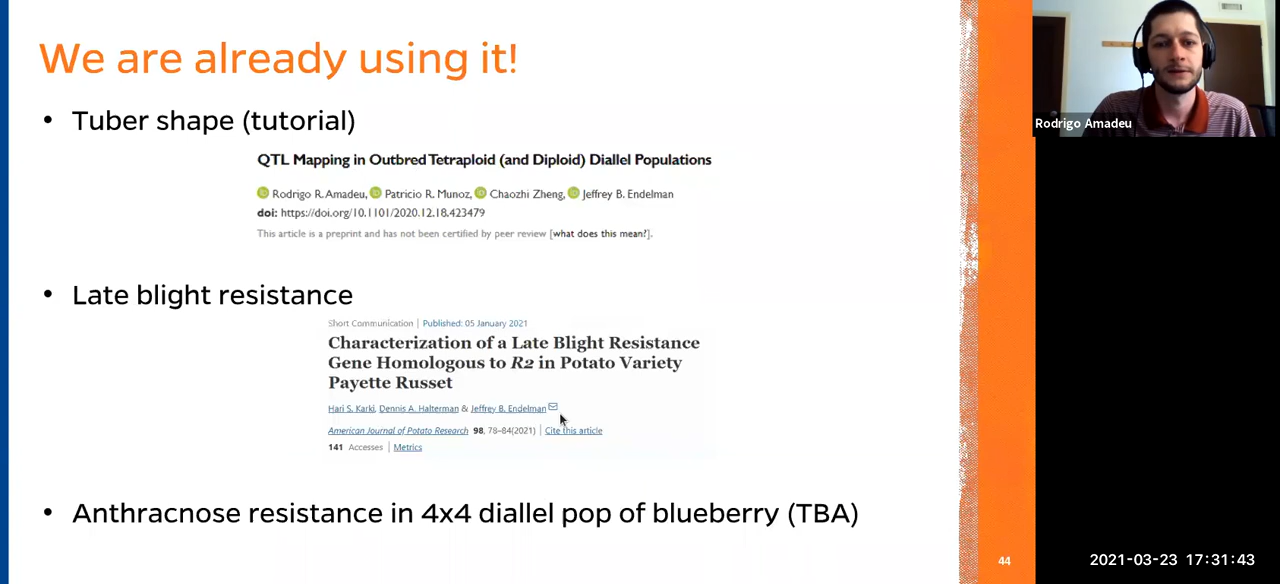 We are already using it!
• Tuber shape (tutorial)
QTL Mapping in Outbred Tetraploid (and Diploid) Diallel Populations
Rodrigo R. Amadeu, Patricio R. Munoz, Chaozhi Zheng, Jeffrey B. Endelman
doi: https://doi.org/10.1101/2020.12.18.423479
This article is a preprint and has not been certified by peer review [what does this mean?].
• Late blight resistance
Short Communication | Published: 05 January 2021
Characterization of a Late Blight Resistance
Gene Homologous to R2 in Potato Variety
Payette Russet
Hari S. Karki, Dennis A. Halterman & Jeffrey B. Endelman
American Journal of Potato Research 98, 78–84(2021) | Cite this article
141 Accesses | Metrics
• Anthracnose resistance in 4x4 diallel pop of blueberry (TBA)
44
Rodrigo Amadeu
2021-03-23 17:31:43